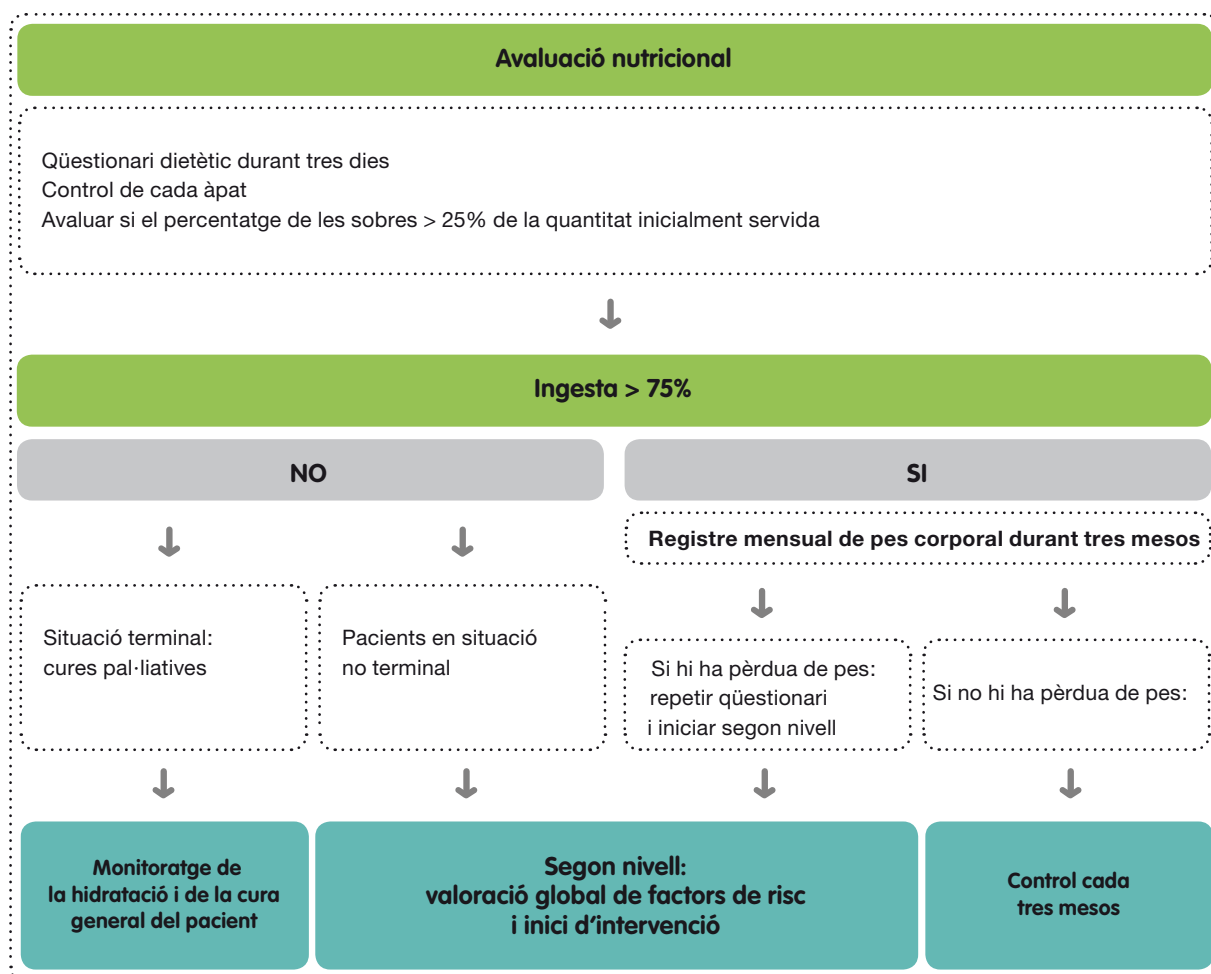 Avaluació nutricional
Qüestionari dietètic durant tres dies
Control de cada àpat
Avaluar si el percentatge de les sobres > 25% de la quantitat inicialment servida
Ingesta > 75%
NO
SI
Registre mensual de pes corporal durant tres mesos
Situació terminal:
cures pal·liatives
Pacients en situació
no terminal
Si hi ha pèrdua de pes:
repetir qüestionari
i iniciar segon nivell
Si no hi ha pèrdua de pes:
Monitoratge de
la hidratació i de la cura
general del pacient
Segon nivell:
valoració global de factors de risc
i inici d'intervenció
Control cada
tres mesos